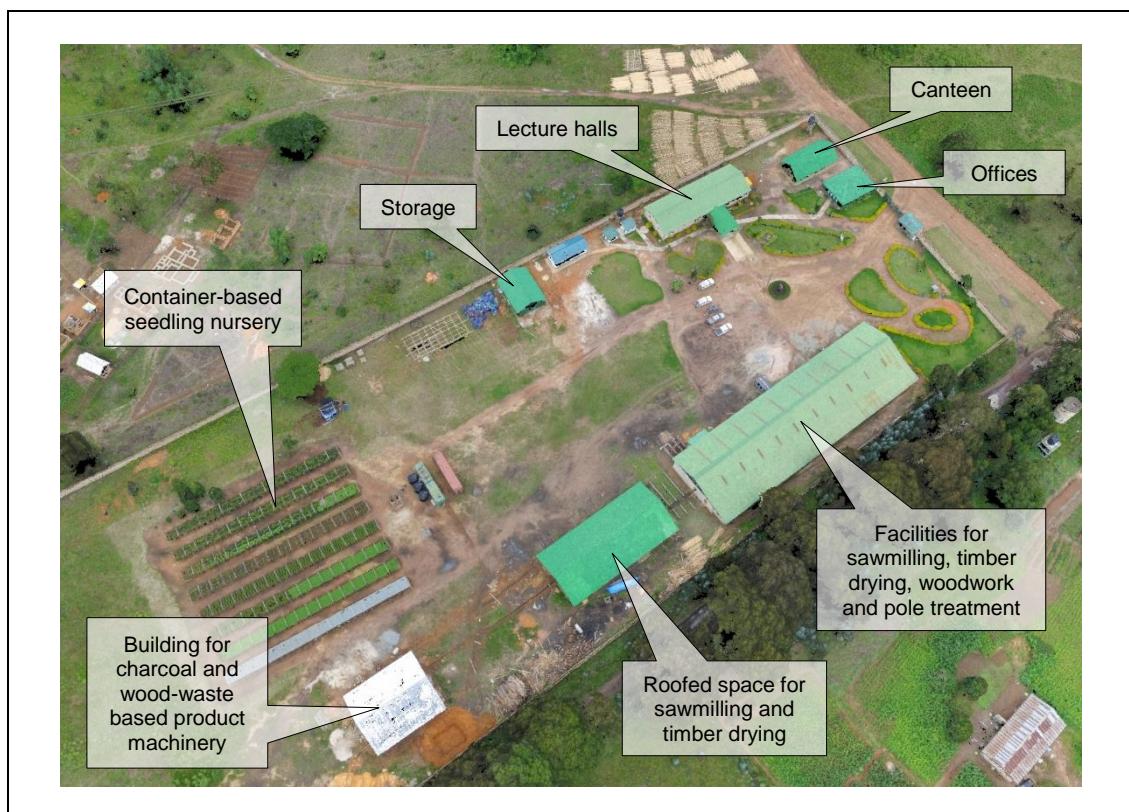 Canteen
Lecture halls
Offices
Storage
Container-based
seedling nursery
Facilities for
sawmilling, timber
drying, woodwork
and pole treatment
Building for
charcoal and
wood-waste
based product
machinery
Roofed space for
sawmilling and
timber drying